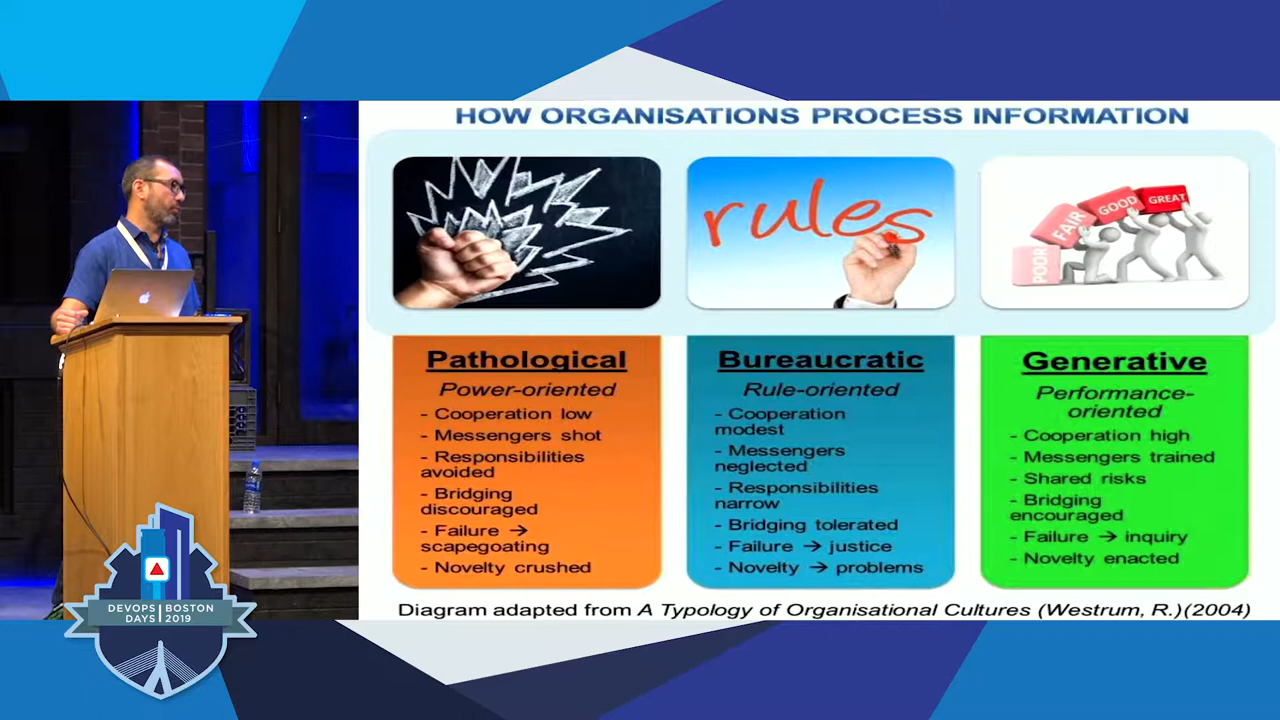 HOW ORGANISATIONS PROCESS INFORMATION
rules
POOR
FAIR
GOOD
GREAT
Pathological
Power-oriented
- Cooperation low
- Messengers shot
- Responsibilities
avoided
- Bridging
discouraged
- Failure →
scapegoating
- Novelty crushed
Bureaucratic
Rule-oriented
- Cooperation
modest
- Messengers
neglected
- Responsibilities
narrow
- Bridging tolerated
- Failure → justice
- Novelty → problems
Generative
Performance-
oriented
- Cooperation high
- Messengers trained
- Shared risks
- Bridging
encouraged
- Failure → inquiry
- Novelty enacted
Diagram adapted from A Typology of Organisational Cultures (Westrum, R.)(2004)
DEVOPS BOSTON
DAYS 2019